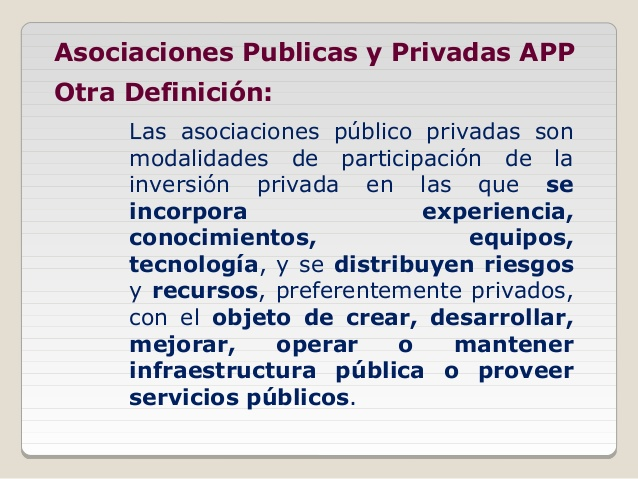 Asociaciones Publicas y Privadas APP
Otra Definición:
Las asociaciones público privadas son
modalidades de participación de la
inversión privada en las que se
incorpora experiencia,
conocimientos, equipos,
tecnología, y se distribuyen riesgos
y recursos, preferentemente privados,
con el objeto de crear, desarrollar,
mejorar, operar o mantener
infraestructura pública o proveer
servicios públicos.